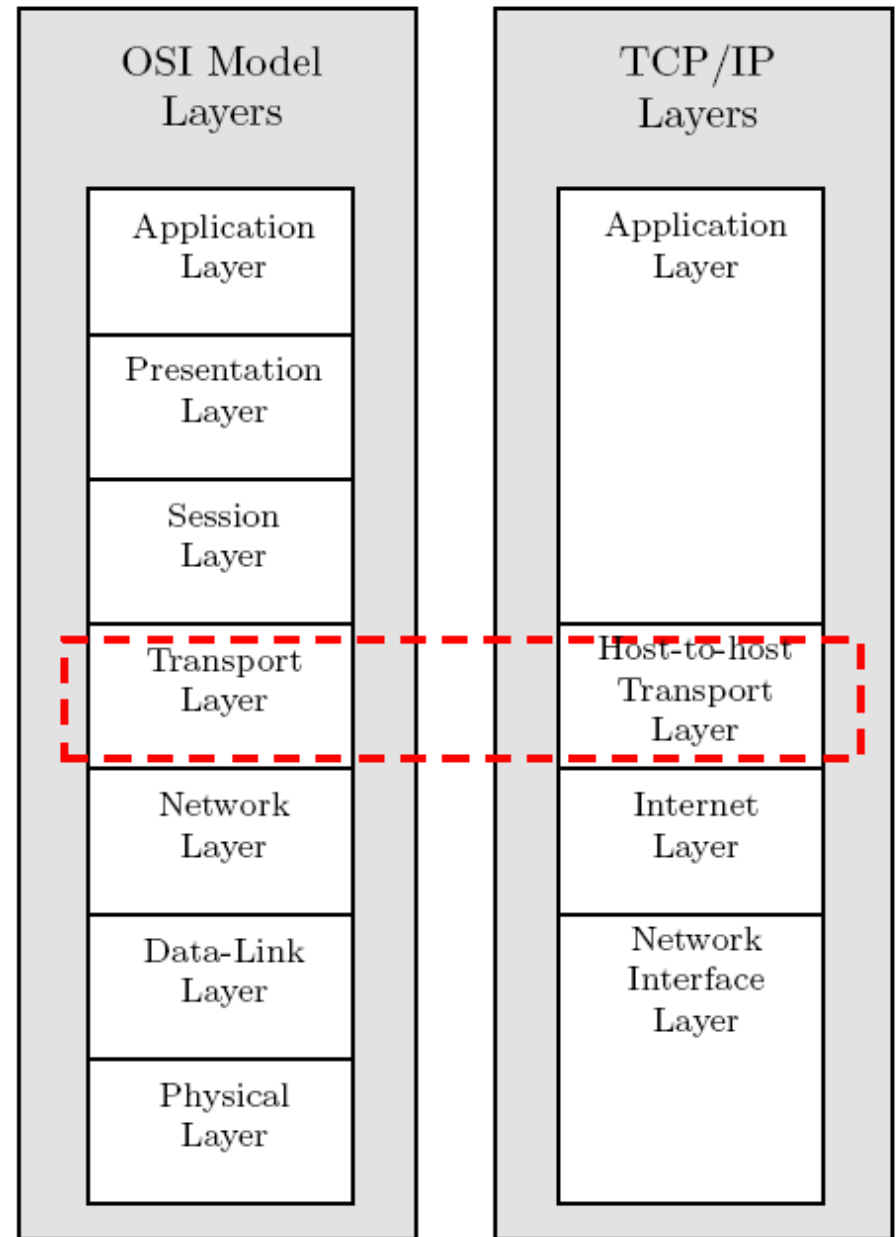 OSI Model
Layers
Application
Layer
Presentation
Layer
Session
Layer
Transport
Layer
Network
Layer
Data-Link
Layer
Physical
Layer
TCP/IP
Layers
Application
Layer
Host-to-host
Transport
Layer
Internet
Layer
Network
Interface
Layer